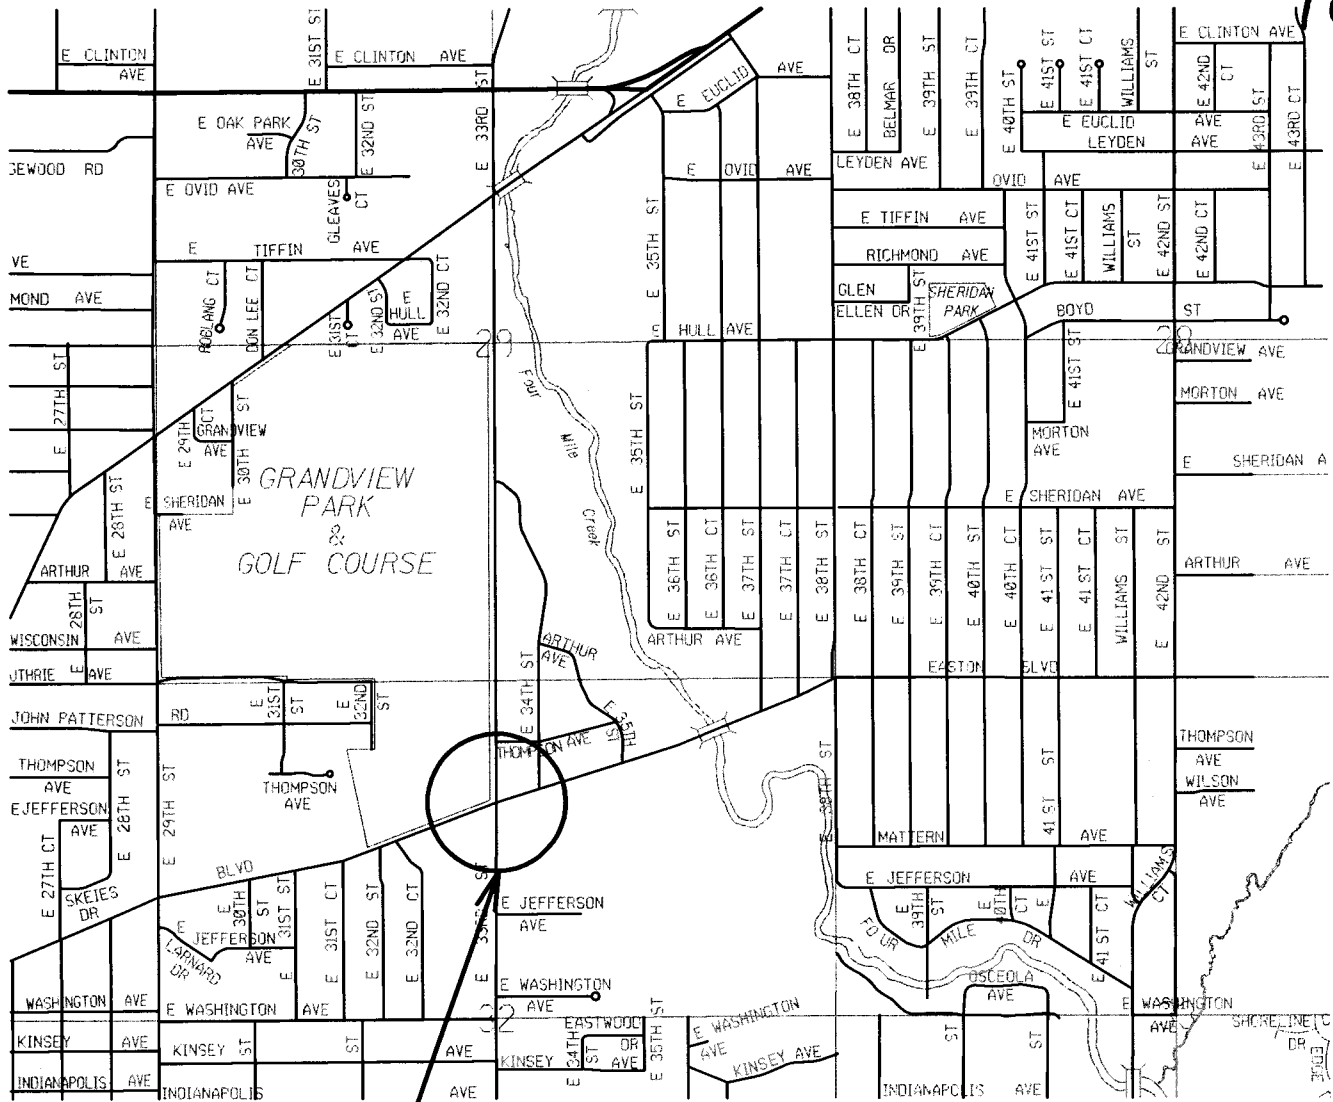 E CLINTON
AVE
E 31ST ST
E CLINTON AVE
E 33RD ST
E 38TH CT
BELMAR DR
E 39TH ST
E 39TH CT
E 40TH ST
E 41ST ST
E 41ST CT
WILLIAMS
ST
E CLINTON AVE
E 42ND
CT
E 43RD ST
E 43RD CT
E EUCLID
AVE
E OAK PARK
AVE
30TH ST
E 32ND ST
E EUCLID
AVE
LEYDEN
AVE
GEWOOD RD
LEYDEN AVE
E OVID AVE
E OVID AVE
OVID AVE
GLEAVES
CT
E 35TH ST
E TIFFIN AVE
E 41ST ST
E 41ST CT
WILLIAMS
ST
E 42ND ST
E 42ND CT
E TIFFIN AVE
RICHMOND AVE
VE
MOND AVE
ROBLANG CT
DON LEE CT
E 31ST
CT
E 32ND ST
E
HULL
AVE
E 32ND CT
GLEN
ELLEN DR
E 39TH ST
SHERIDAN
PARK
BOYD ST
E HULL AVE
29
28
GRANDVIEW AVE
E 27TH ST
Four
Mile
Creek
E 35TH ST
E 41ST ST
MORTON AVE
MORTON
AVE
E 29TH CT
GRANDVIEW
AVE
E 30TH ST
GRANDVIEW
PARK
&
GOLF COURSE
E SHERIDAN A
E SHERIDAN
AVE
E SHERIDAN AVE
E 28TH ST
E 36TH ST
E 36TH CT
E 37TH ST
E 37TH CT
E 38TH ST
E 38TH CT
E 39TH ST
E 39TH CT
E 40TH ST
E 40TH CT
E 41 ST ST
E 41 ST CT
WILLIAMS ST
E 42ND ST
ARTHUR AVE
ARTHUR AVE
E 28TH
ST
WISCONSIN AVE
UTHRIE AVE
ARTHUR
AVE
ARTHUR AVE
EASTON BLVD
E 34TH ST
E 35TH
ST
E 31ST
ST
E 32ND
ST
JOHN PATTERSON RD
THOMPSON AVE
THOMPSON
AVE
THOMPSON
AVE
WILSON
AVE
THOMPSON
AVE
E JEFFERSON
AVE
E 28TH ST
E 29TH ST
E 38TH ST
41 ST ST
MATTERN AVE
E 27TH CT
SKEIES
DR
BLVD
E JEFFERSON AVE
WILLIAMS
CT
E 30TH
ST
E 31ST ST
E 31ST CT
E 32ND ST
E 32ND CT
E 33RD ST
E JEFFERSON
AVE
E
JEFFERSON
AVE
LARNARD
DR
E 39TH
ST
E 40TH
CT
E
E 41 ST CT
FOUR MILE DR
OSCEOLA
AVE
WASHINGTON AVE
E WASHINGTON AVE
E WASHINGTON
AVE
E WASHINGTON
AVE
E WASHINGTON
AVE
SHORELINE C
DR
EDGE
32
EASTWOOD
DR
AVE
E 34TH
ST
E 35TH ST
KINSEY AVE
KINSEY AVE
ST
ST
KINSEY
KINSEY AVE
INDIANAPOLIS AVE
INDIANAPOLIS AVE
INDIANAPOLIS AVE
ST
ST